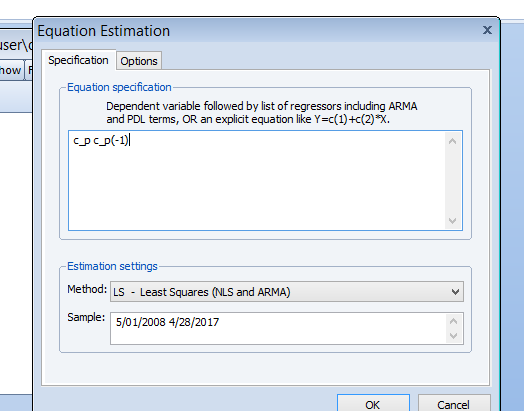 Equation Estimation
user\
how
Specification
Options
Equation specification
Dependent variable followed by list of regressors including ARMA
and PDL terms, OR an explicit equation like Y=c(1)+c(2)*X.
c_p c_p(-1)
Estimation settings
Method:
LS - Least Squares (NLS and ARMA)
Sample:
5/01/2008 4/28/2017
OK
Cancel